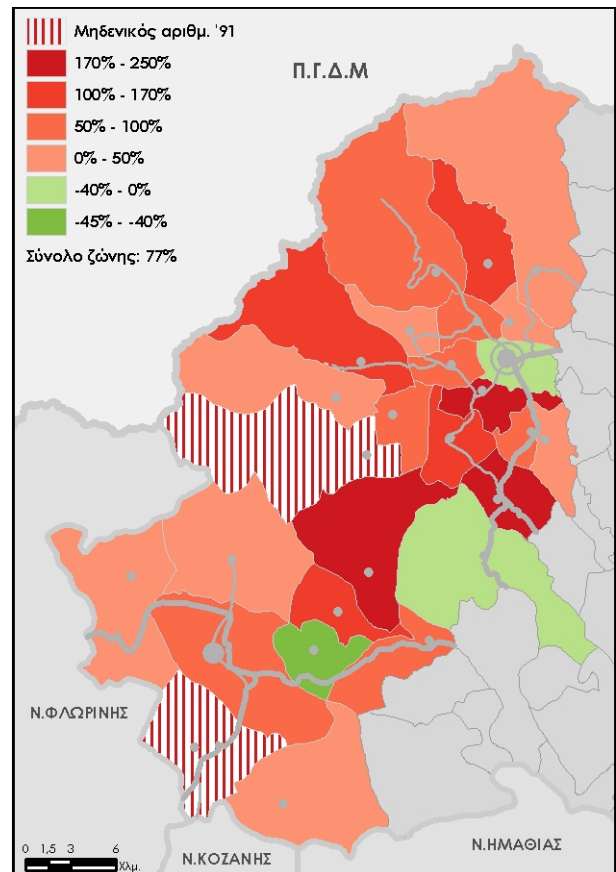 Μηδενικός αριθμ. '91
170% - 250%
100% - 170%
50% - 100%
0% - 50%
-40% - 0%
-45% - -40%
Σύνολο ζώνης: 77%
Π.Γ.Δ.Μ
Ν.ΦΛΩΡΙΝΗΣ
Ν.ΚΟΖΑΝΗΣ
Ν.ΗΜΑΘΙΑΣ
0 1,5 3 6
Χλμ.